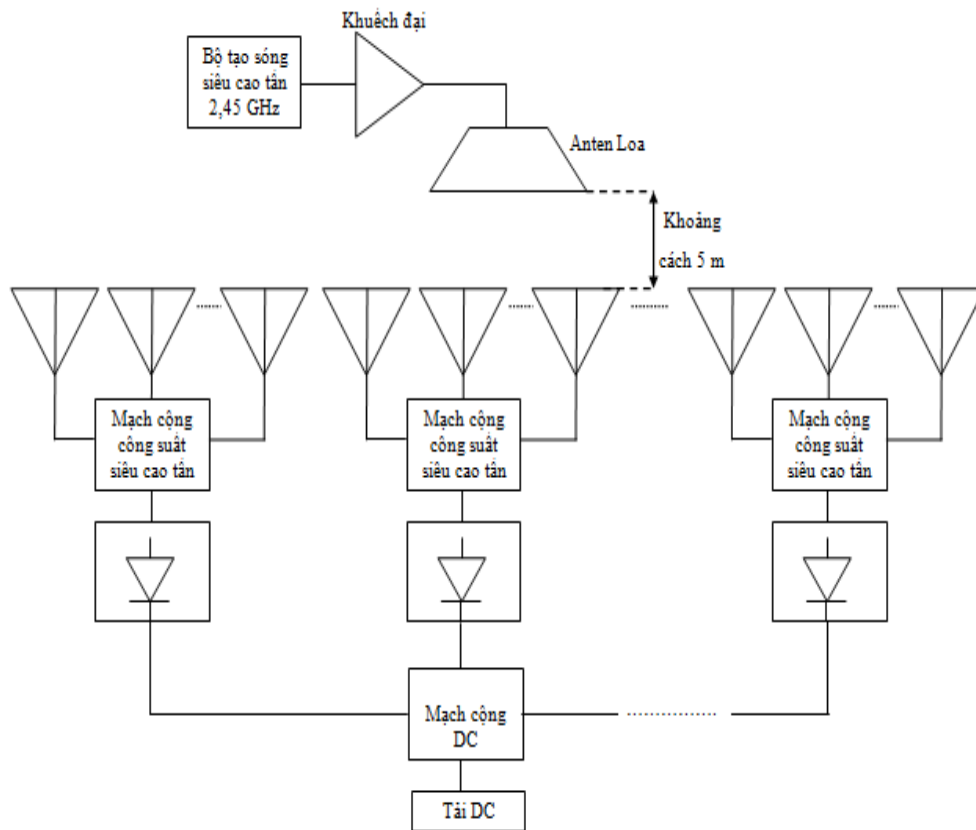 Khuếch đại
Bộ tạo sóng
siêu cao tần
2,45 GHz
Anten Loa
Khoảng
cách 5 m
Mạch cộng
công suất
siêu cao tần
Mạch cộng
công suất
siêu cao tần
Mạch cộng
công suất
siêu cao tần
Mạch cộng
DC
Tải DC